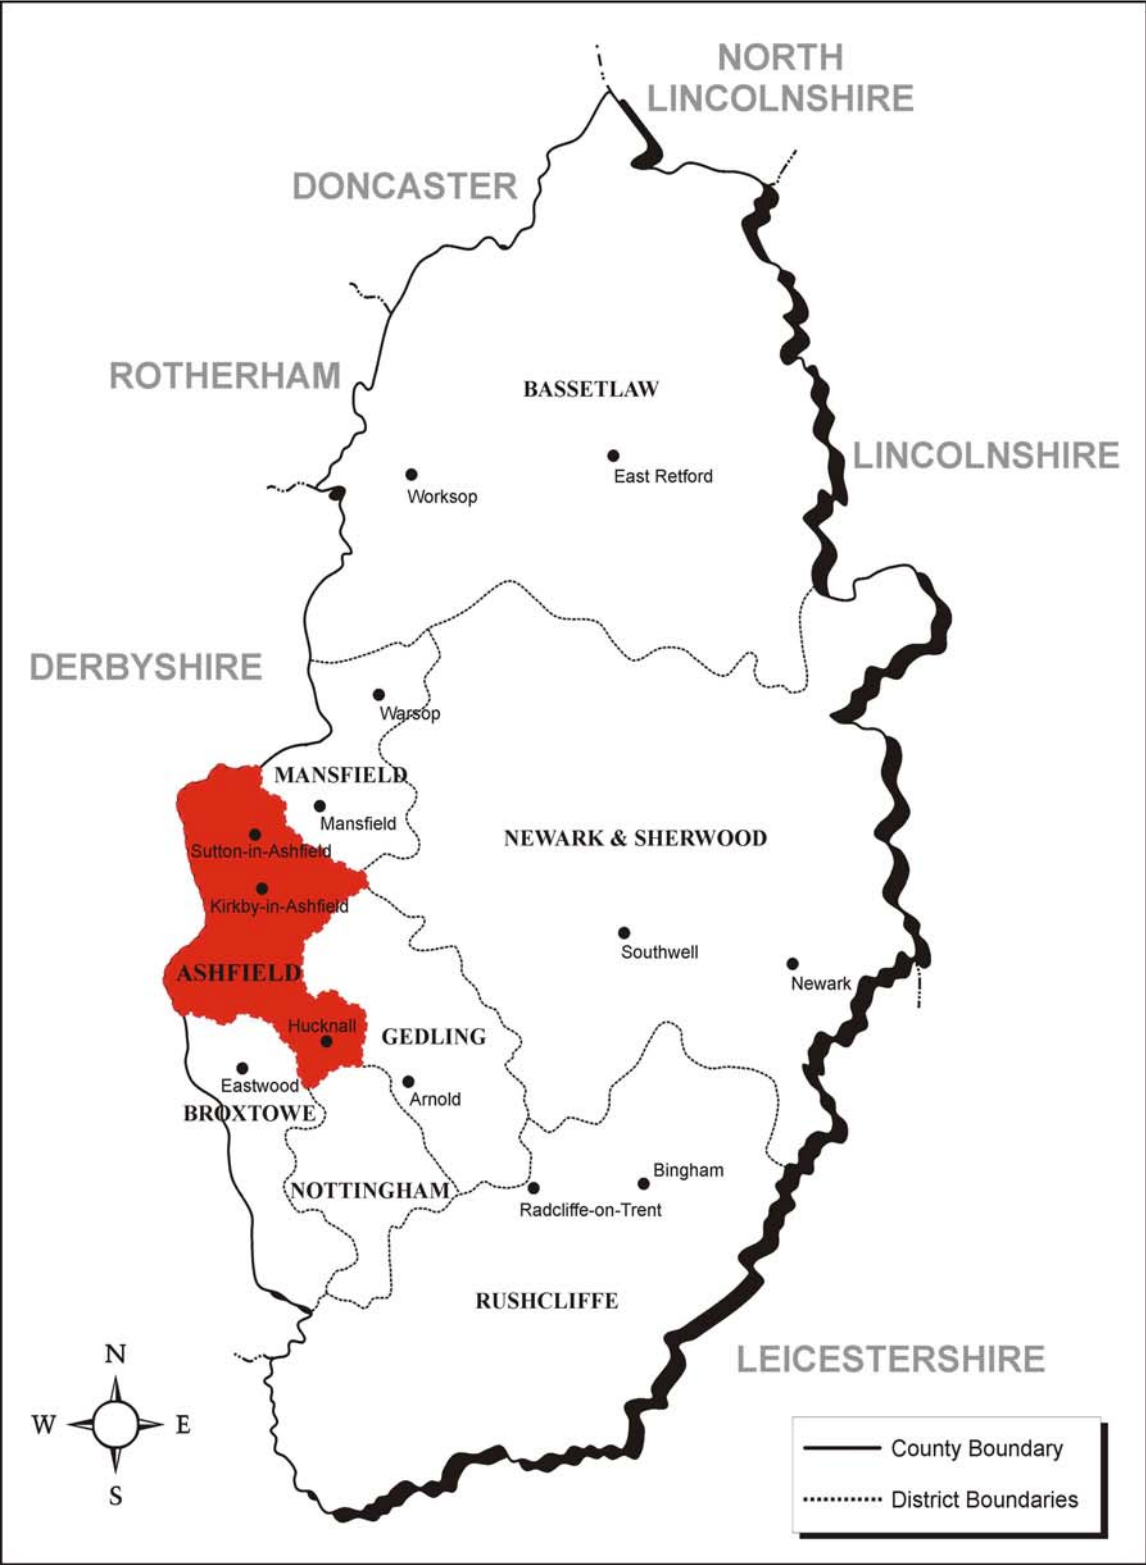 NORTH
LINCOLNSHIRE
DONCASTER
ROTHERHAM
BASSETLAW
LINCOLNSHIRE
East Retford
Worksop
DERBYSHIRE
Warsop
MANSFIELD
Mansfield
NEWARK & SHERWOOD
Sutton-in-Ashfield
Kirkby-in-Ashfield
Southwell
ASHFIELD
Newark
Hucknall
GEDLING
Eastwood
Arnold
BROXTOWE
Bingham
NOTTINGHAM
Radcliffe-on-Trent
RUSHCLIFFE
LEICESTERSHIRE
N
W E
S
County Boundary
District Boundaries